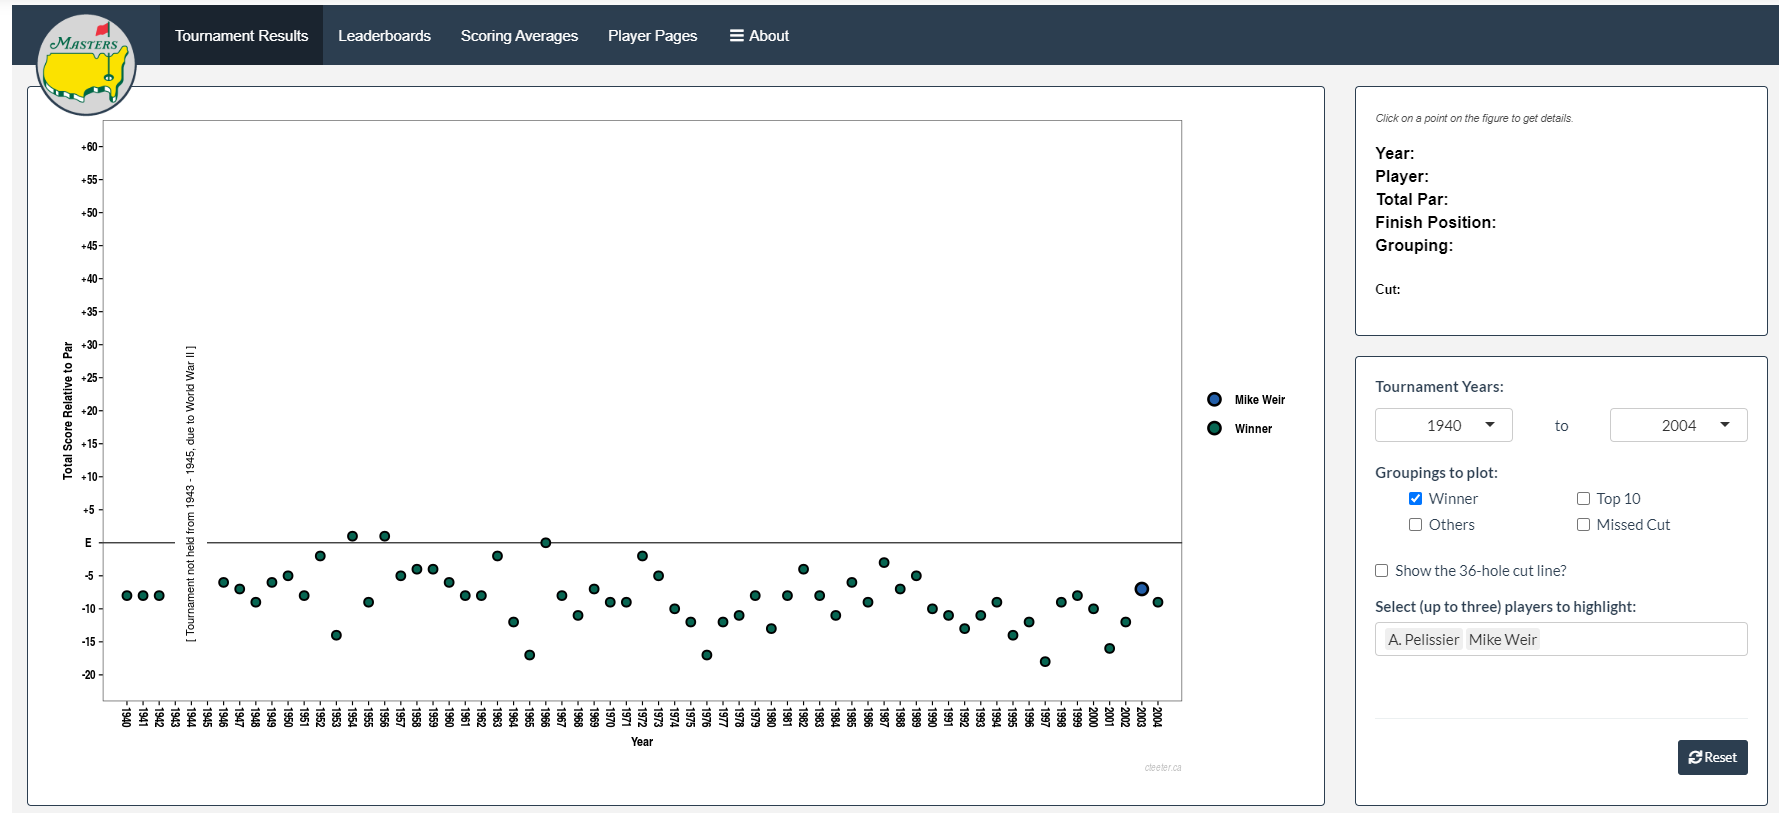 MASTERS
Tournament Results Leaderboards Scoring Averages Player Pages About
+60
+55
+50
+45
+40
+35
+30
+25
+20
+15
+10
+5
E
-5
-10
-15
-20
Total Score Relative to Par
[ Tournament not held from 1943 - 1945, due to World War II ]
1940 1941 1942 1943 1944 1945 1946 1947 1948 1949 1950 1951 1952 1953 1954 1955 1956 1957 1958 1959 1960 1961 1962 1963 1964 1965 1966 1967 1968 1969 1970 1971 1972 1973 1974 1975 1976 1977 1978 1979 1980 1981 1982 1983 1984 1985 1986 1987 1988 1989 1990 1991 1992 1993 1994 1995 1996 1997 1998 1999 2000 2001 2002 2003 2004
Year
cteeter.ca
Mike Weir
Winner
Click on a point on the figure to get details.
Year:
Player:
Total Par:
Finish Position:
Grouping:
Cut:
Tournament Years:
1940 to 2004
Groupings to plot:
Winner Top 10
Others Missed Cut
Show the 36-hole cut line?
Select (up to three) players to highlight:
A. Pelissier Mike Weir
Reset